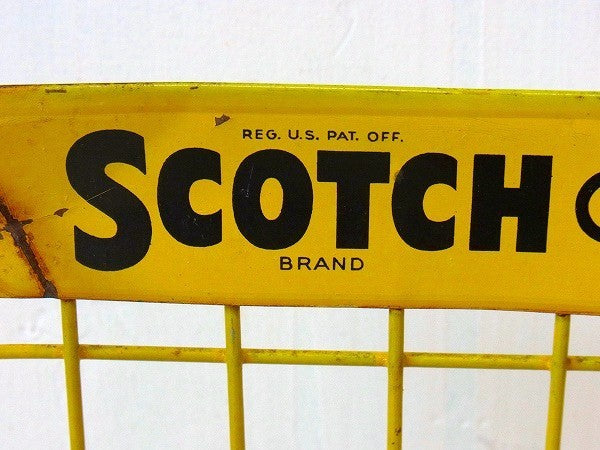 REG. U.S. PAT. OFF.
SCOTCH
BRAND